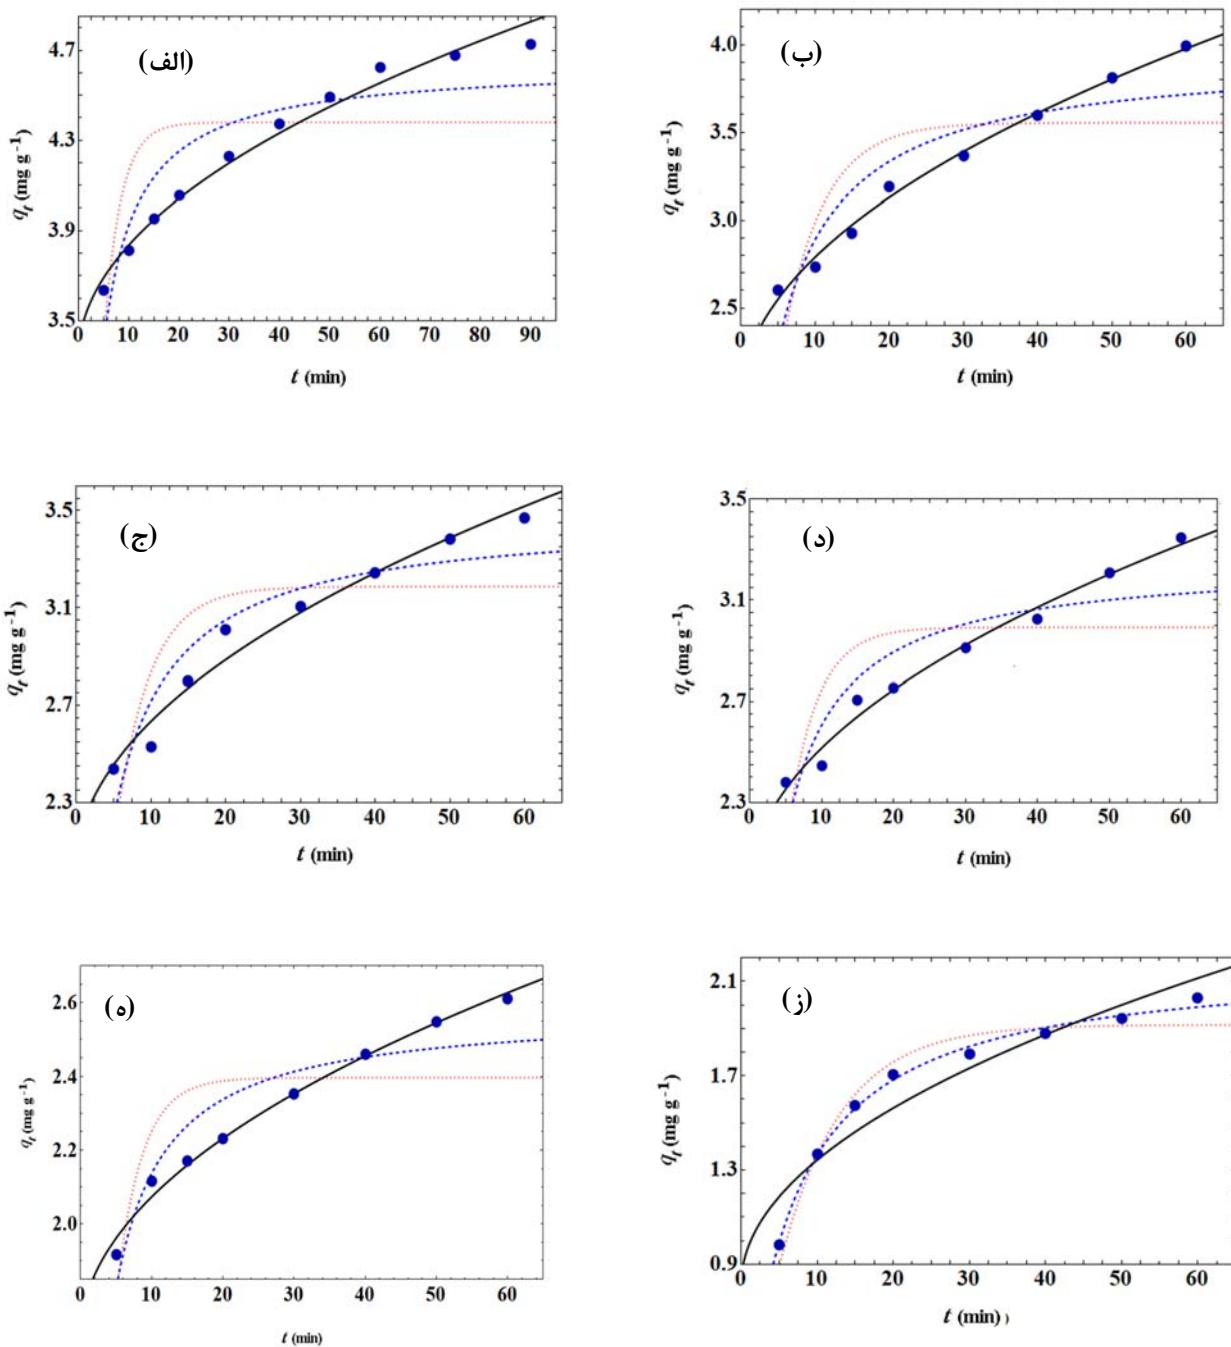 (الف)
4.7
4.3
3.9
3.5
0 10 20 30 40 50 60 70 80 90
q_t (mg g⁻¹)
t (min)
(ب)
4.0
3.5
3.0
2.5
0 10 20 30 40 50 60
q_t (mg g⁻¹)
t (min)
(ج)
3.5
3.1
2.7
2.3
0 10 20 30 40 50 60
q_t (mg g⁻¹)
t (min)
(د)
3.5
3.1
2.7
2.3
0 10 20 30 40 50 60
q_t (mg g⁻¹)
t (min)
(ه)
2.6
2.4
2.2
2.0
0 10 20 30 40 50 60
q_t (mg g⁻¹)
t (min)
(ز)
2.1
1.7
1.3
0.9
0 10 20 30 40 50 60
q_t (mg g⁻¹)
t (min) )